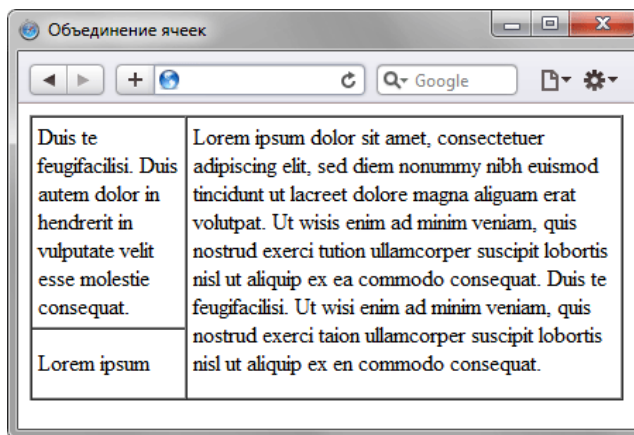 Объединение ячеек
Google
Duis te
feugifacilisi. Duis
autem dolor in
hendrerit in
vulputate velit
esse molestie
consequat.
Lorem ipsum
Lorem ipsum dolor sit amet, consectetuer
adipiscing elit, sed diem nonummy nibh euismod
tincidunt ut lacreet dolore magna aliguam erat
volutpat. Ut wisis enim ad minim veniam, quis
nostrud exerci tution ullamcorper suscipit lobortis
nisl ut aliquip ex ea commodo consequat. Duis te
feugifacilisi. Ut wisi enim ad minim veniam, quis
nostrud exerci taion ullamcorper suscipit lobortis
nisl ut aliquip ex en commodo consequat.